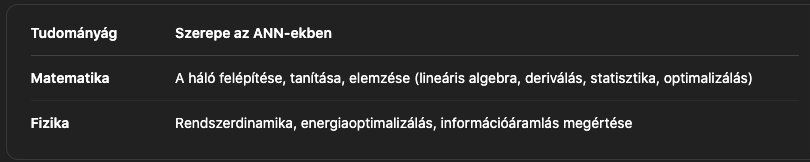 Tudományág Szerepe az ANN-ekben
Matematika A háló felépítése, tanítása, elemzése (lineáris algebra, deriválás, statisztika, optimalizálás)
Fizika Rendszerdinamika, energiaoptimalizálás, információáramlás megértése